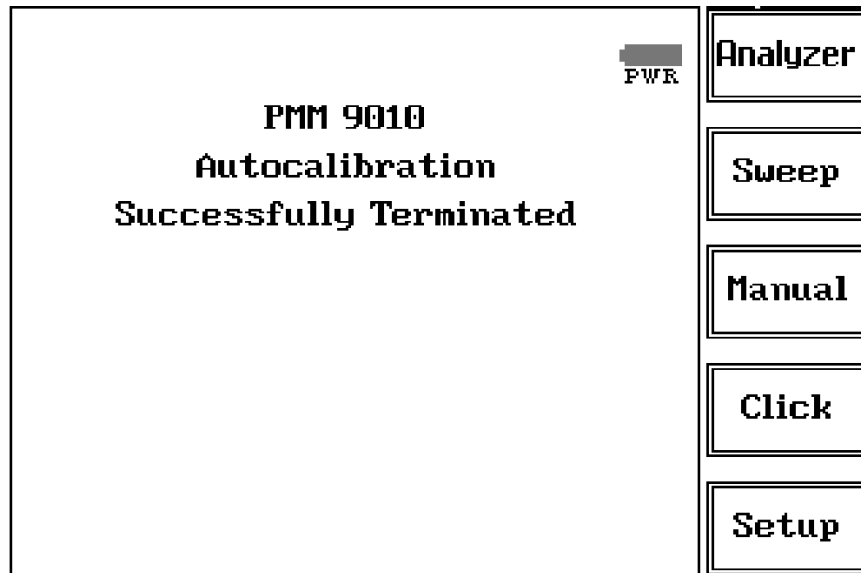 PWR
PMM 9010
Autocalibration
Successfully Terminated
Analyzer
Sweep
Manual
Click
Setup